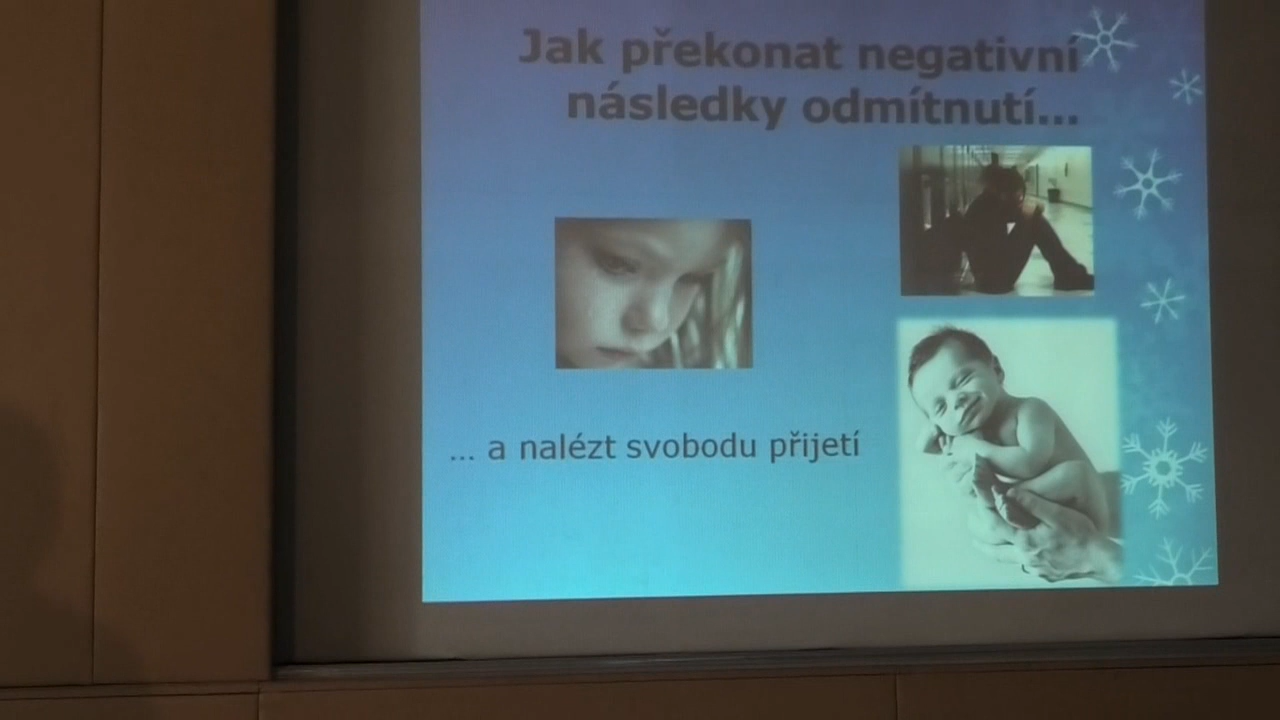 Jak překonat negativní
následky odmítnutí...
... a nalézt svobodu přijetí